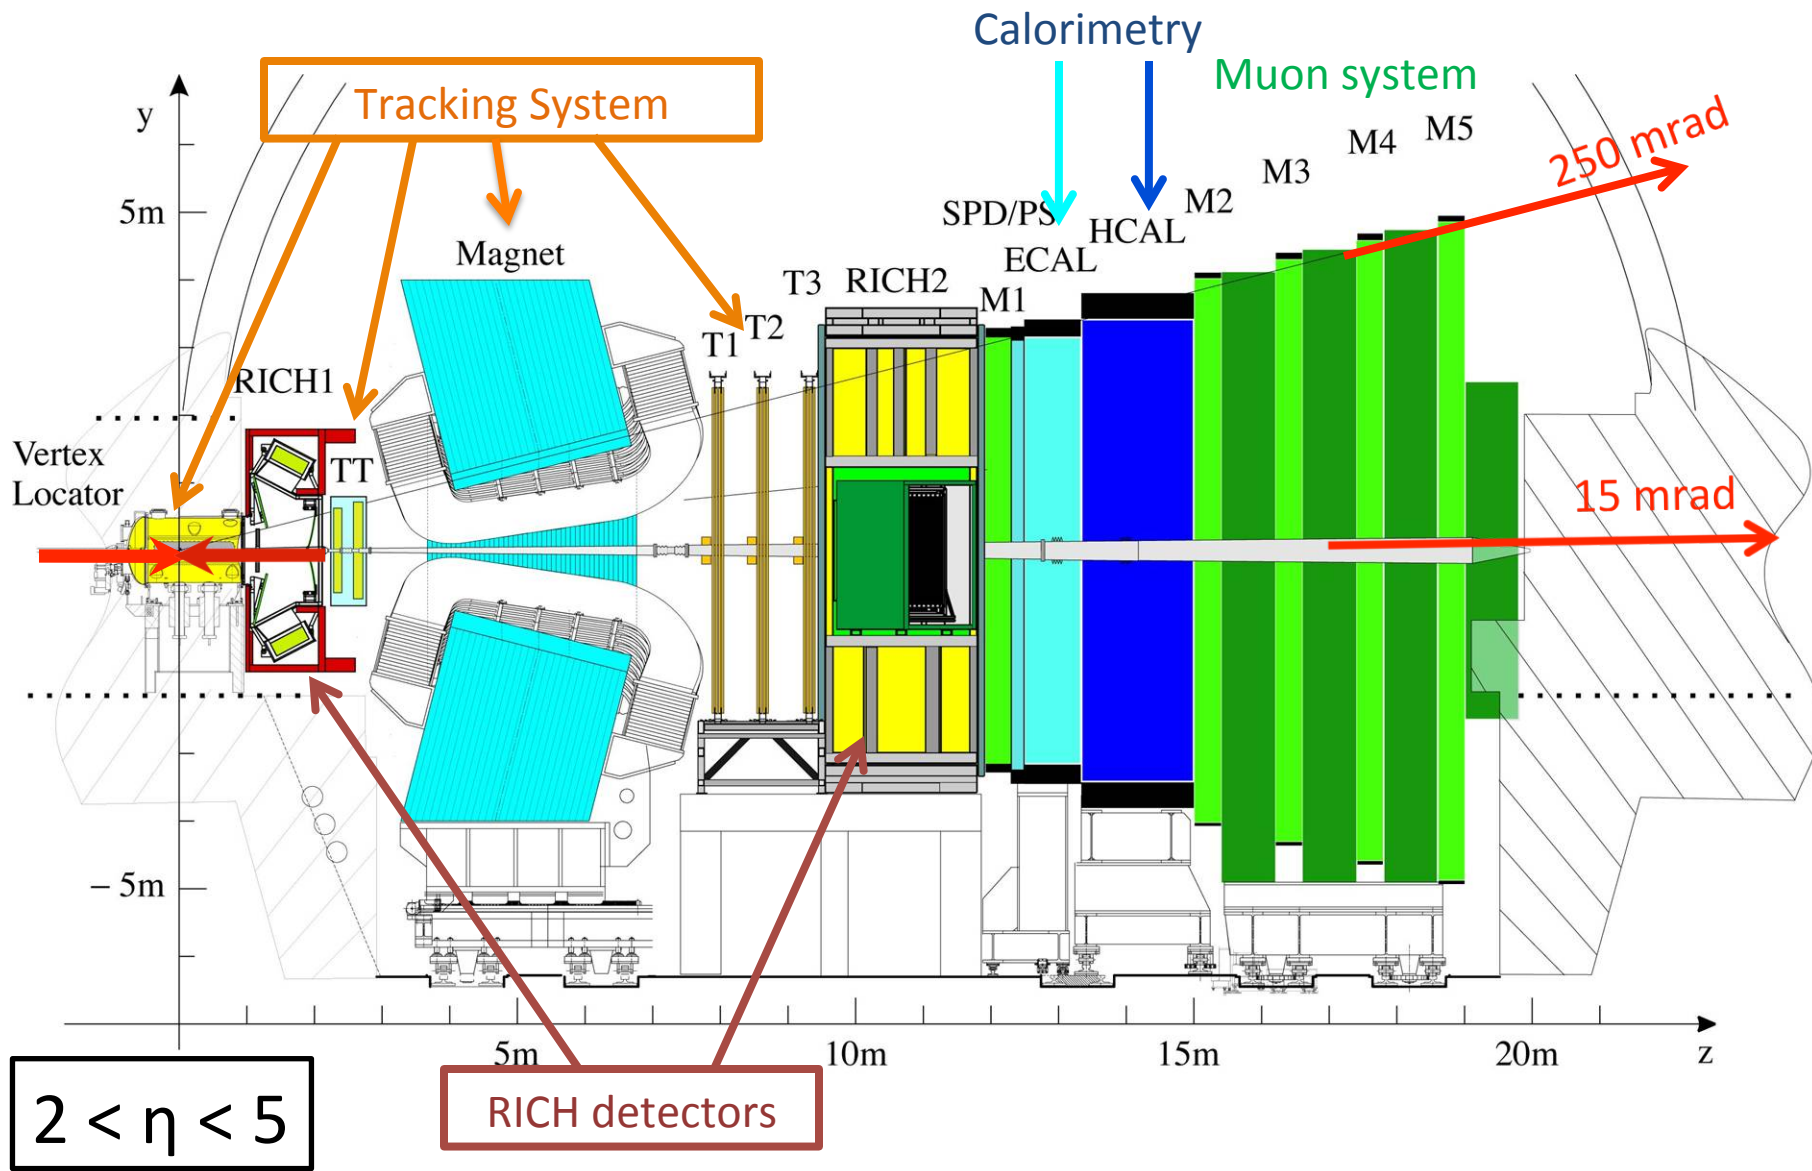 Calorimetry
Muon system
Tracking System
y
M5
M4
M3
250 mrad
M2
5m
SPD/PS
HCAL
Magnet
ECAL
T3
RICH2
M1
T2
T1
RICH1
Vertex
Locator
TT
15 mrad
– 5m
5m
10m
15m
20m
z
RICH detectors
2 < η < 5